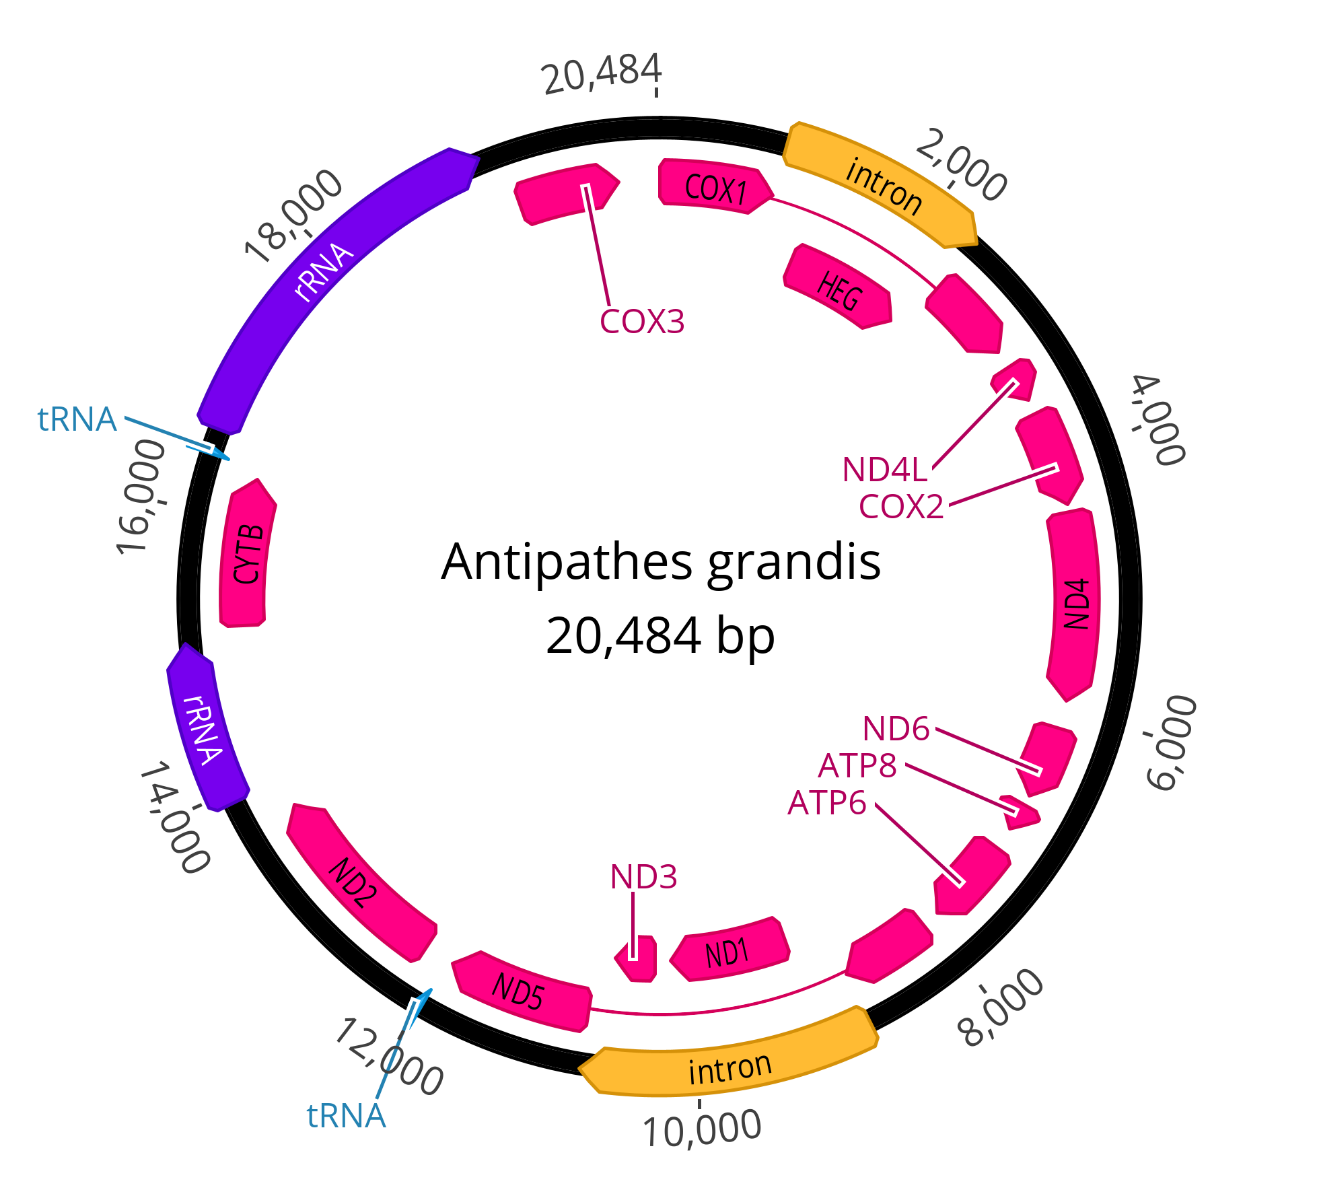 20,484
2,000
4,000
6,000
8,000
10,000
12,000
14,000
16,000
18,000
COX1
intron
HEG
ND4L
COX2
ND4
ND6
ATP8
ATP6
ND1
ND3
intron
ND5
tRNA
ND2
rRNA
CYTB
tRNA
rRNA
COX3
Antipathes grandis
20,484 bp